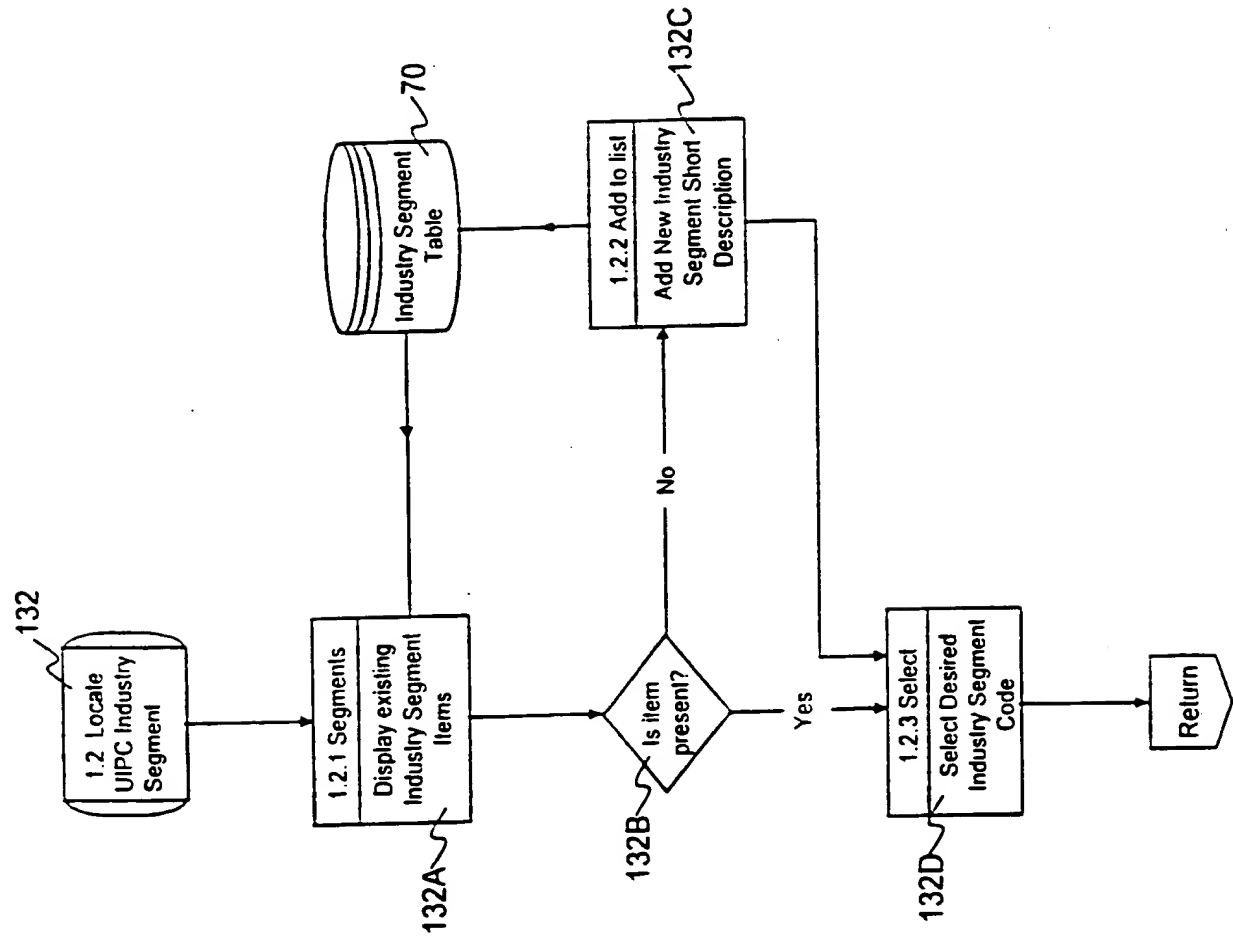 132
1.2 Locale
UIPC Industry
Segment
1.2.1 Segments
Display existing
Industry Segment
Items
132A
70
Industry Segment
Table
Is item
present?
132B
No
Yes
1.2.2 Add to list
Add New Industry
Segment Short
Description
132C
1.2.3 Select
Select Desired
Industry Segment
Code
132D
Return